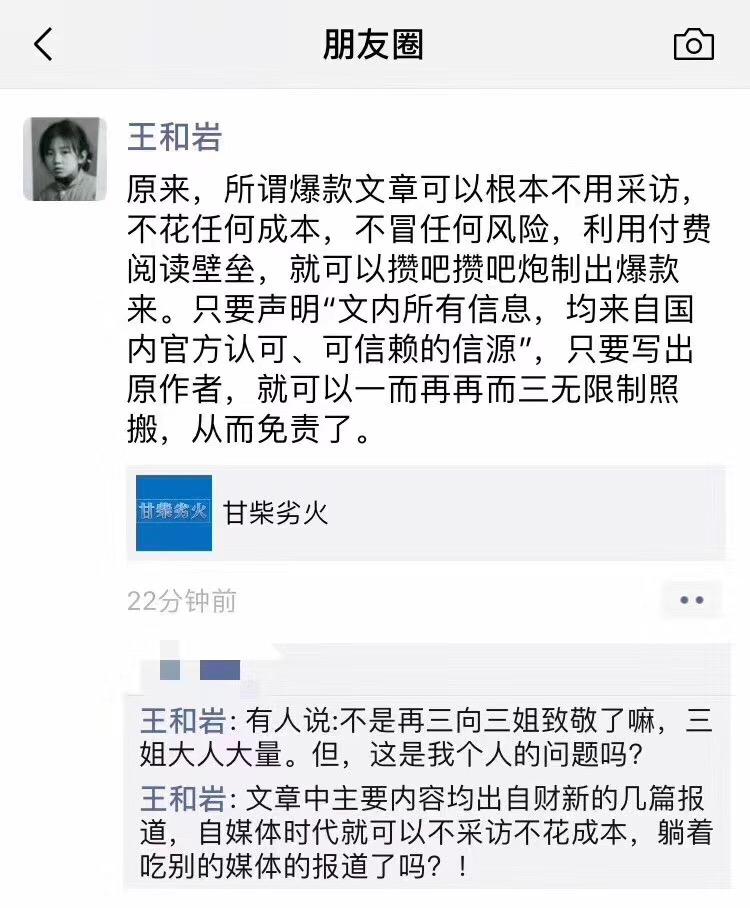 朋友圈
王和岩
原来，所谓爆款文章可以根本不用采访，
不花任何成本，不冒任何风险，利用付费
阅读壁垒，就可以攒吧攒吧炮制出爆款
来。只要声明“文内所有信息，均来自国
内官方认可、可信赖的信源”，只要写出
原作者，就可以一而再再而三无限制照
搬，从而免责了。
甘柴劣火
甘柴劣火
22分钟前
王和岩: 有人说:不是再三向三姐致敬了嘛，三
姐大人大量。但，这是我个人的问题吗?
王和岩: 文章中主要内容均出自财新的几篇报
道，自媒体时代就可以不采访不花成本，躺着
吃别的媒体的报道了吗？！